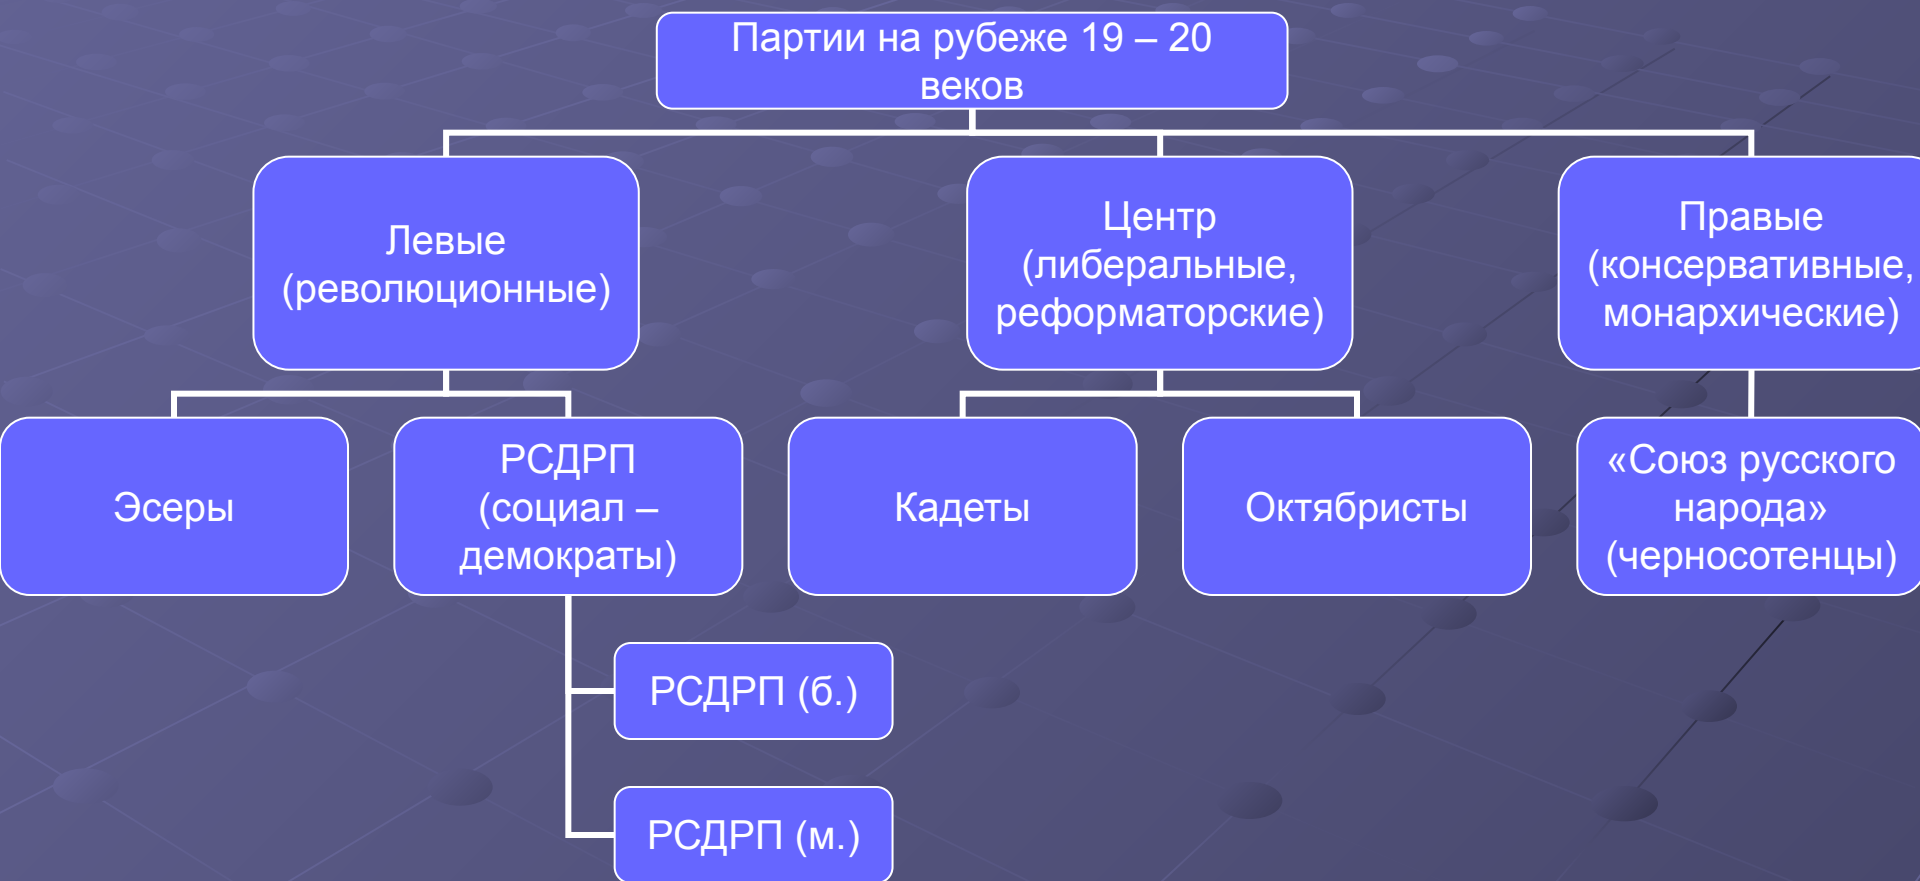 Партии на рубеже 19 – 20
веков
Левые
(революционные)
Центр
(либеральные,
реформаторские)
Правые
(консервативные,
монархические)
Эсеры
РСДРП
(социал –
демократы)
Кадеты
Октябристы
«Союз русского
народа»
(черносотенцы)
РСДРП (б.)
РСДРП (м.)